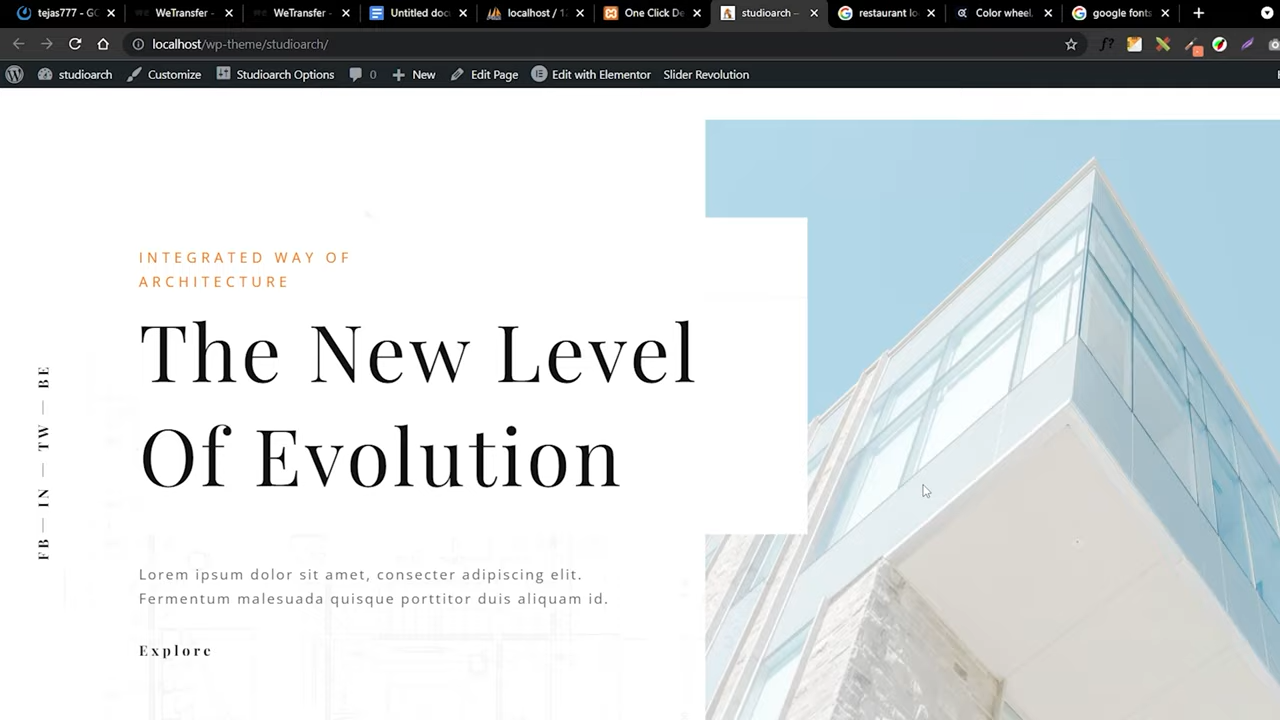 tejas777 - GC
WeTransfer -
WeTransfer -
Untitled doc
localhost / 12
One Click De
studioarch –
restaurant lo
Color wheel,
google fonts
localhost/wp-theme/studioarch/
f?
studioarch
Customize
Studioarch Options
0
New
Edit Page
Edit with Elementor
Slider Revolution
INTEGRATED WAY OF
ARCHITECTURE
The New Level
Of Evolution
FB — IN — TW — BE
Lorem ipsum dolor sit amet, consecter adipiscing elit.
Fermentum malesuada quisque porttitor duis aliquam id.
Explore